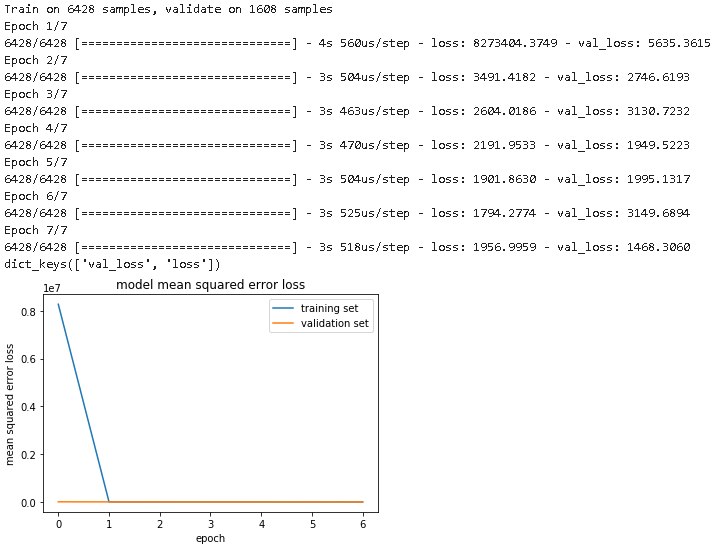 Train on 6428 samples, validate on 1608 samples
Epoch 1/7
6428/6428 [==============================] - 4s 560us/step - loss: 8273404.3749 - val_loss: 5635.3615
Epoch 2/7
6428/6428 [==============================] - 3s 504us/step - loss: 3491.4182 - val_loss: 2746.6193
Epoch 3/7
6428/6428 [==============================] - 3s 463us/step - loss: 2604.0186 - val_loss: 3130.7232
Epoch 4/7
6428/6428 [==============================] - 3s 470us/step - loss: 2191.9533 - val_loss: 1949.5223
Epoch 5/7
6428/6428 [==============================] - 3s 504us/step - loss: 1901.8630 - val_loss: 1995.1317
Epoch 6/7
6428/6428 [==============================] - 3s 525us/step - loss: 1794.2774 - val_loss: 3149.6894
Epoch 7/7
6428/6428 [==============================] - 3s 518us/step - loss: 1956.9959 - val_loss: 1468.3060
dict_keys(['val_loss', 'loss'])
model mean squared error loss
1e7
training set
validation set
0.8
0.6
0.4
0.2
0.0
mean squared error loss
0 1 2 3 4 5 6
epoch